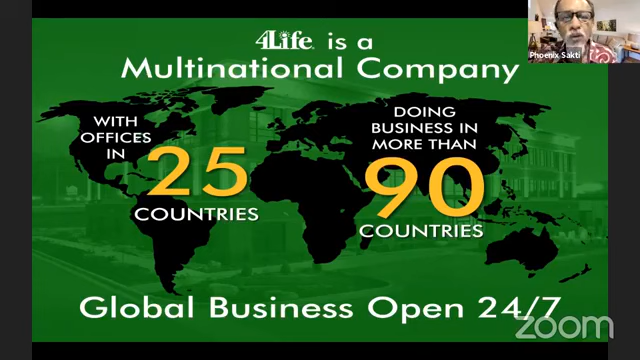 4Life is a
Multinational Company
WITH
OFFICES
IN
25
COUNTRIES
DOING
BUSINESS IN
MORE THAN
90
COUNTRIES
Global Business Open 24/7
zoom
Phoenix Sakti